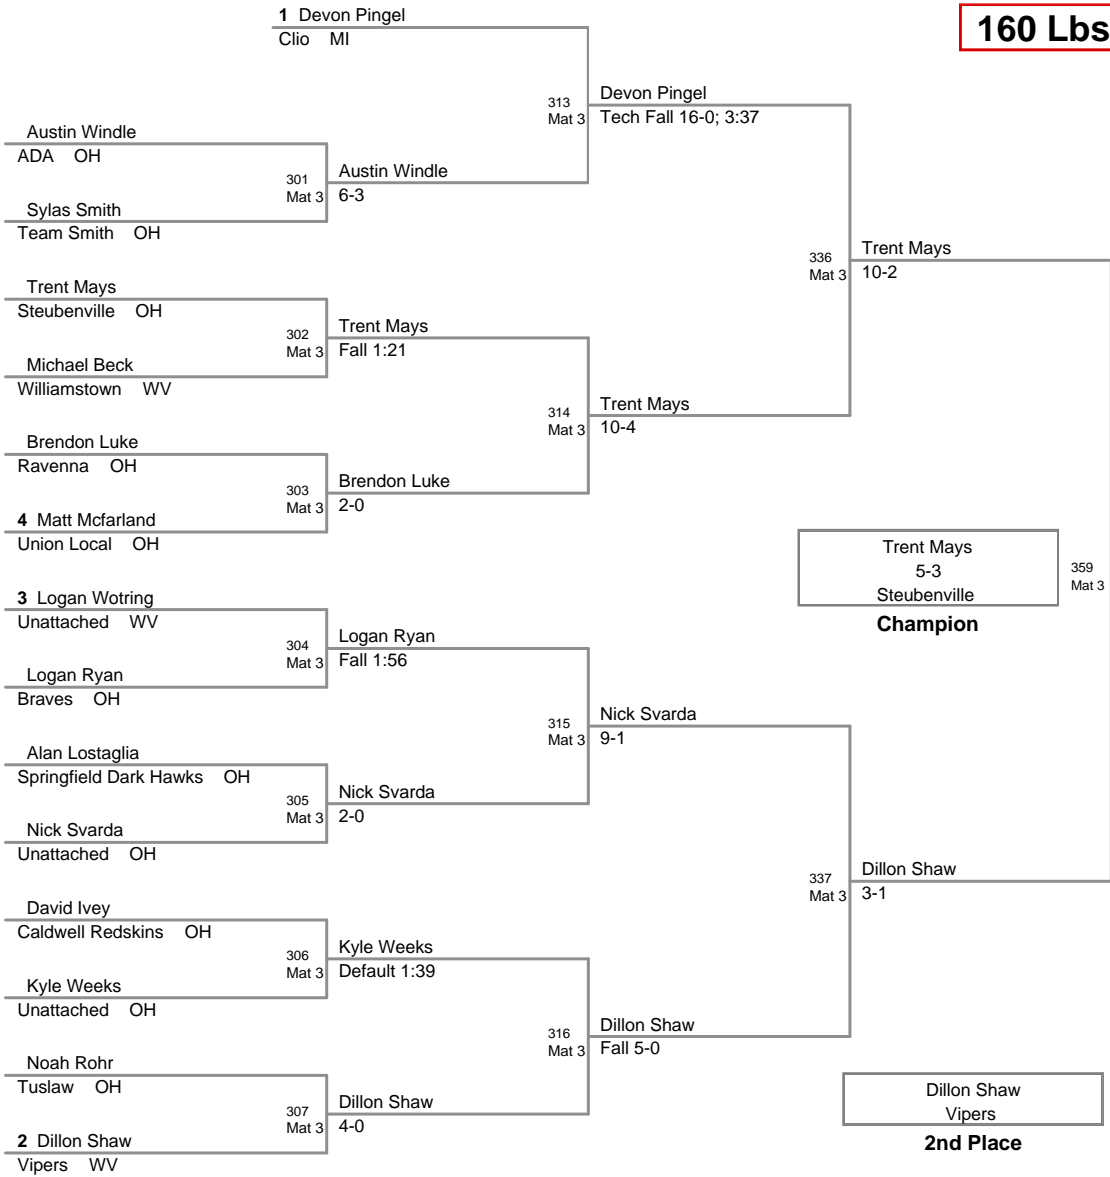 1 Devon Pingel
Clio MI
160 Lbs
313
Mat 3
Devon Pingel
Tech Fall 16-0; 3:37
Austin Windle
ADA OH
301
Mat 3
Austin Windle
6-3
Sylas Smith
Team Smith OH
336
Mat 3
Trent Mays
10-2
Trent Mays
Steubenville OH
302
Mat 3
Trent Mays
Fall 1:21
Michael Beck
Williamstown WV
314
Mat 3
Trent Mays
10-4
Brendon Luke
Ravenna OH
303
Mat 3
Brendon Luke
2-0
4 Matt Mcfarland
Union Local OH
Trent Mays
5-3
Steubenville
Champion
359
Mat 3
3 Logan Wotring
Unattached WV
304
Mat 3
Logan Ryan
Fall 1:56
Logan Ryan
Braves OH
315
Mat 3
Nick Svarda
9-1
Alan Lostaglia
Springfield Dark Hawks OH
305
Mat 3
Nick Svarda
2-0
Nick Svarda
Unattached OH
337
Mat 3
Dillon Shaw
3-1
David Ivey
Caldwell Redskins OH
306
Mat 3
Kyle Weeks
Default 1:39
Kyle Weeks
Unattached OH
316
Mat 3
Dillon Shaw
Fall 5-0
Noah Rohr
Tuslaw OH
307
Mat 3
Dillon Shaw
4-0
2 Dillon Shaw
Vipers WV
Dillon Shaw
Vipers
2nd Place